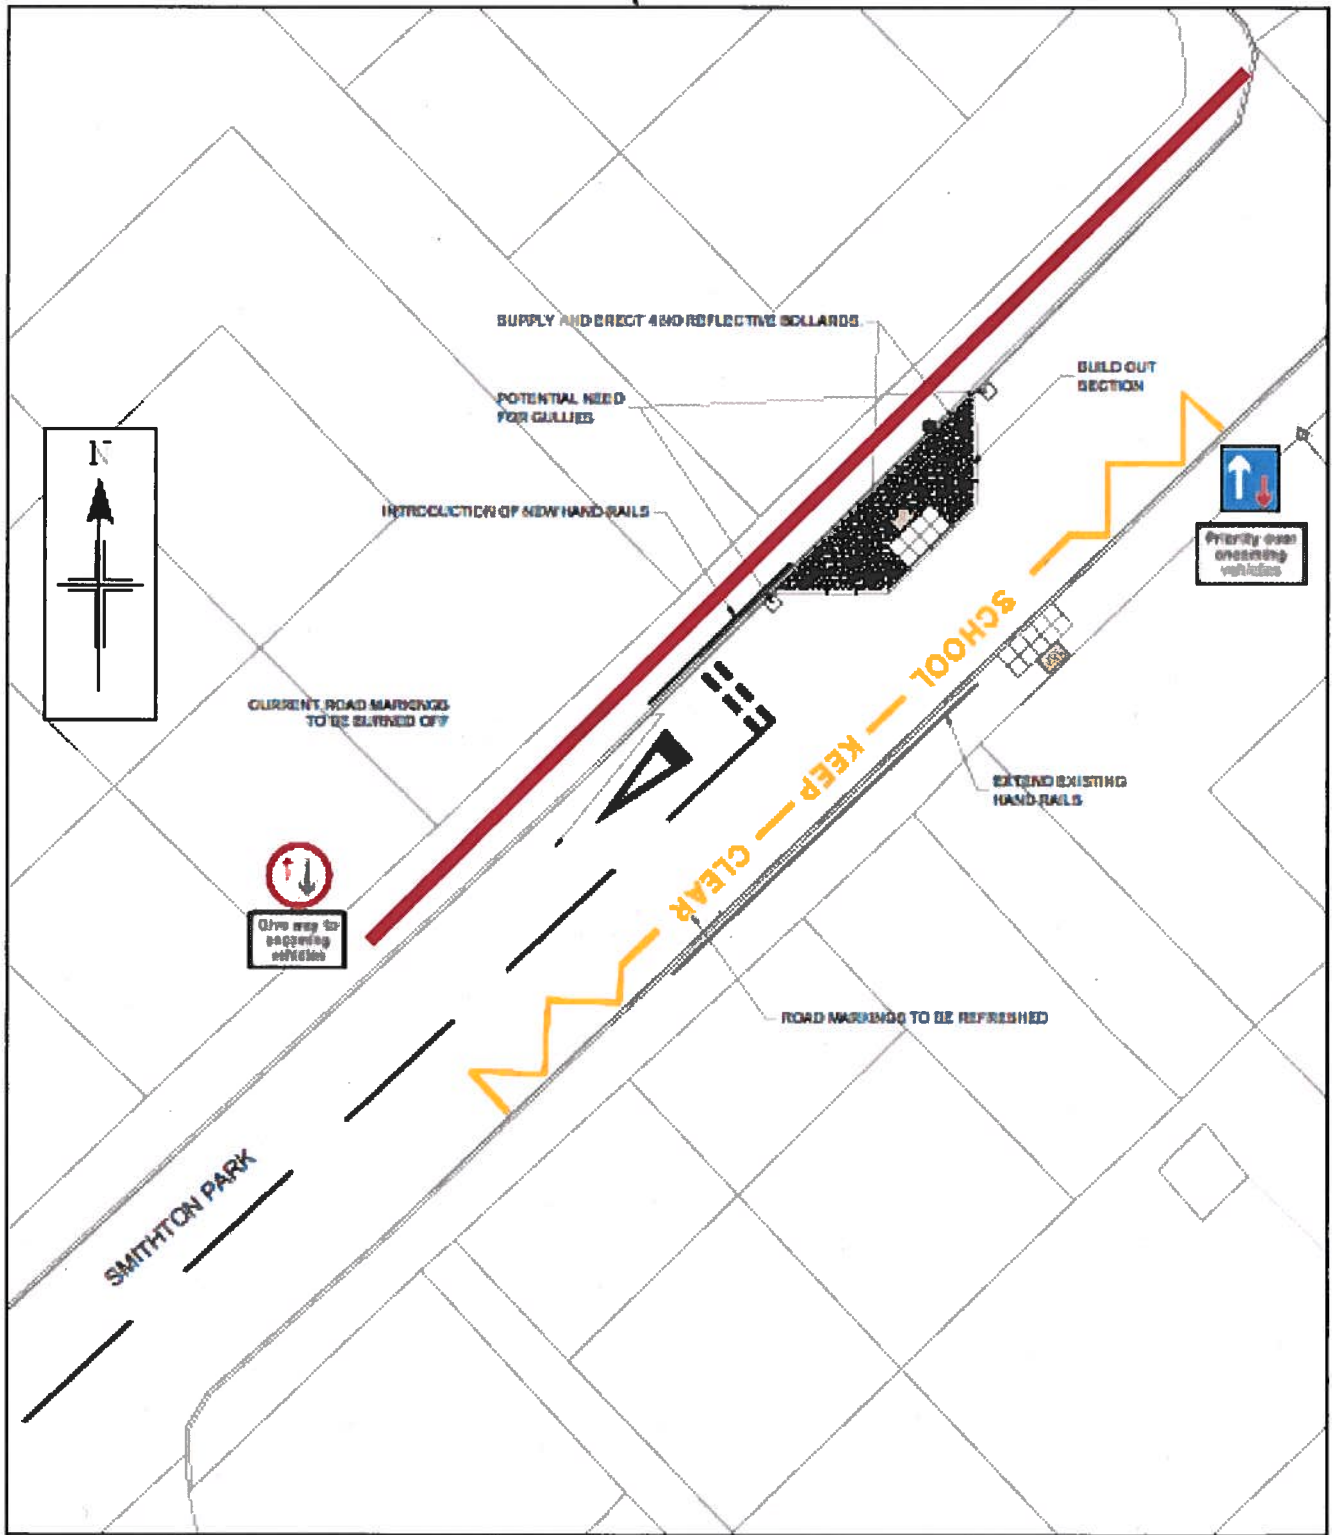 SUPPLY AND ERECT 4NO REFLECTIVE BOLLARDS
BUILD OUT
SECTION
POTENTIAL NEED
FOR GULLIES
N
INTRODUCTION OF NEW HAND-RAILS
Priority over
oncoming
vehicles
SCHOOL
CURRENT ROAD MARKINGS
TO BE BURNED OFF
KEEP
EXTEND EXISTING
HAND-RAILS
CLEAR
Give way to
oncoming
vehicles
ROAD MARKINGS TO BE REFRESHED
SMITHTON PARK